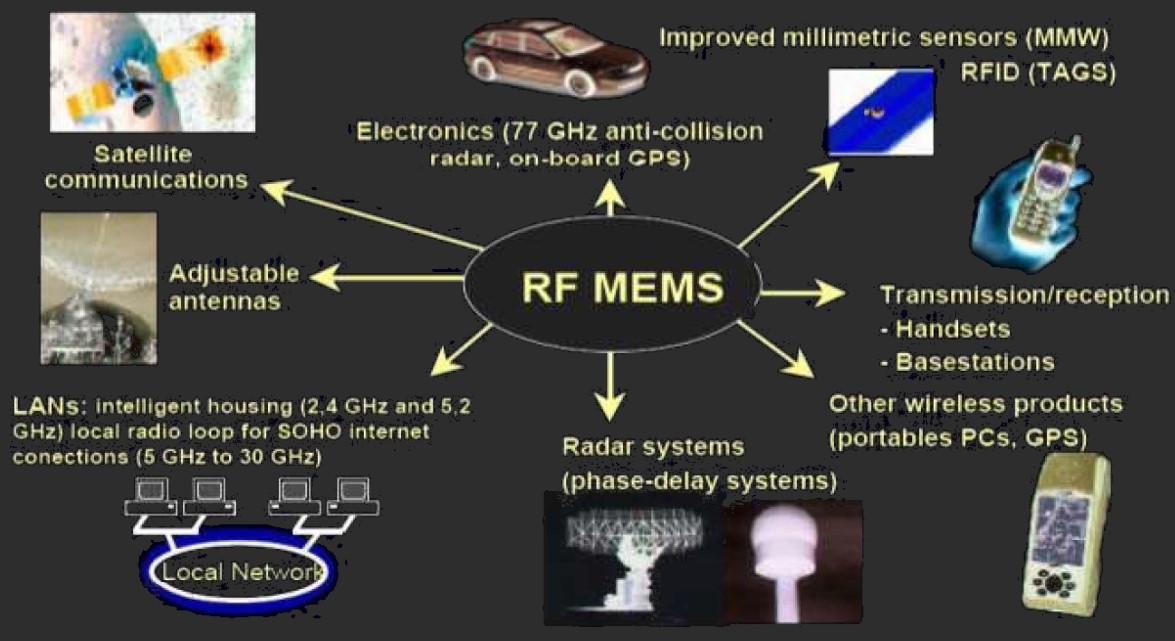 Improved millimetric sensors (MMW)
RFID (TAGS)
Electronics (77 GHz anti-collision
radar, on-board GPS)
Satellite
communications
Adjustable
antennas
RF MEMS
Transmission/reception
- Handsets
- Basestations
LANs: intelligent housing (2,4 GHz and 5,2
GHz) local radio loop for SOHO internet
conections (5 GHz to 30 GHz)
Other wireless products
(portables PCs, GPS)
Radar systems
(phase-delay systems)
Local Network